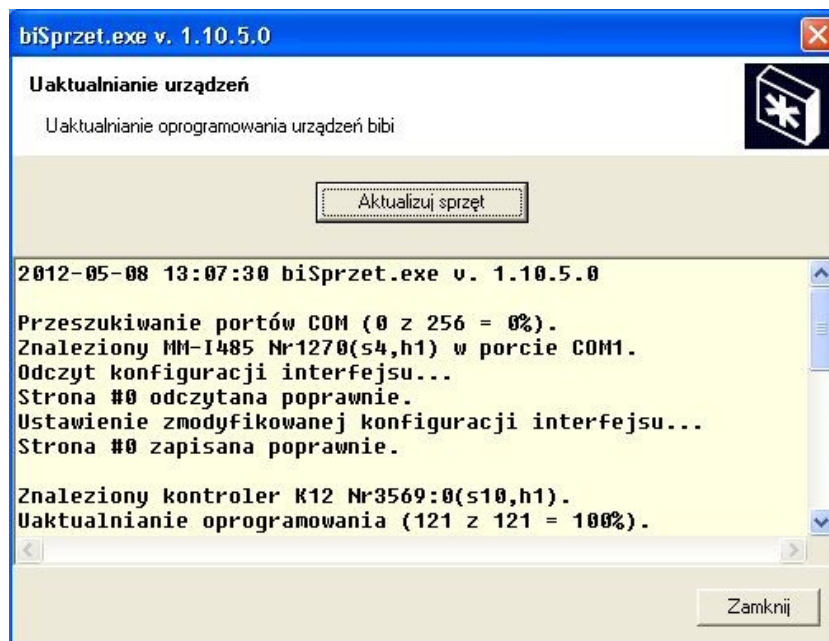 biSprzet.exe v. 1.10.5.0
Uaktualnianie urządzeń
Uaktualnianie oprogramowania urządzeń bibi
Aktualizuj sprzęt
2012-05-08 13:07:30 biSprzet.exe v. 1.10.5.0
Przeszukiwanie portów COM (0 z 256 = 0%).
Znaleziony MM-I485 Nr1270(s4,h1) w porcie COM1.
Odczyt konfiguracji interfejsu...
Strona #0 odczytana poprawnie.
Ustawienie zmodyfikowanej konfiguracji interfejsu...
Strona #0 zapisana poprawnie.
Znaleziony kontroler K12 Nr3569:0(s10,h1).
Uaktualnianie oprogramowania (121 z 121 = 100%).
Zamknij